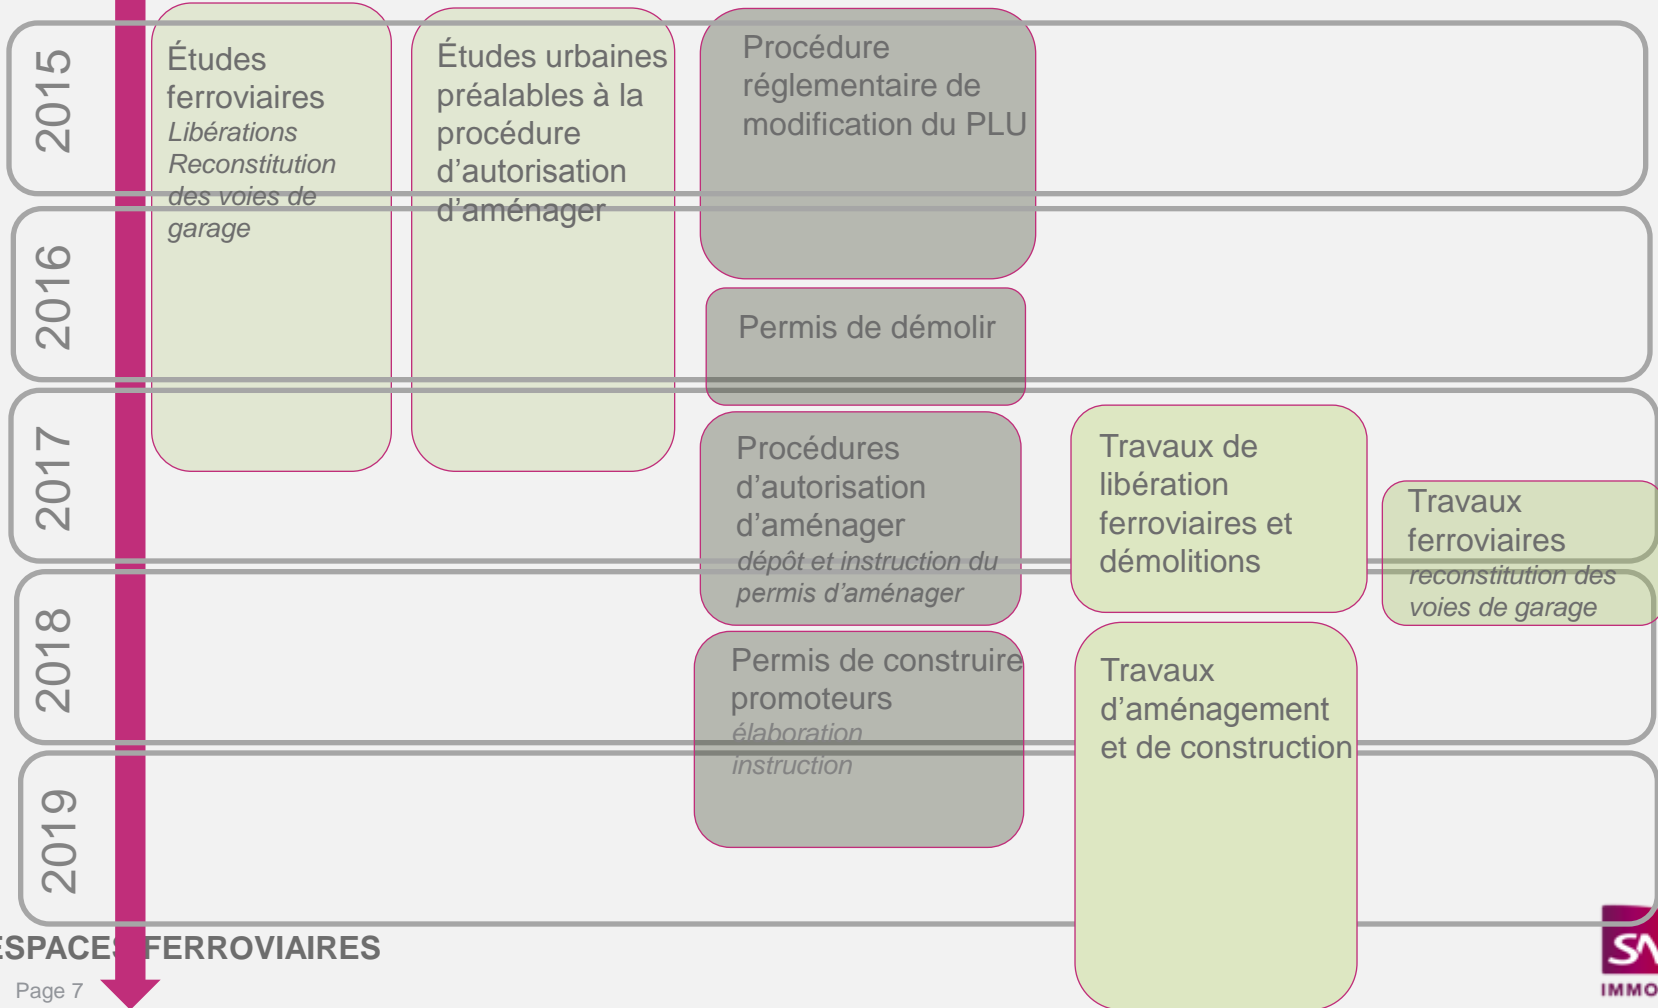 2015
Études
ferroviaires
Libérations
Reconstitution
des voies de
garage
Études urbaines
préalables à la
procédure
d’autorisation
d’aménager
Procédure
réglementaire de
modification du PLU
2016
Permis de démolir
2017
Procédures
d’autorisation
d’aménager
dépôt et instruction du
permis d’aménager
Travaux de
libération
ferroviaires et
démolitions
Travaux
ferroviaires
reconstitution des
voies de garage
2018
Permis de construire
promoteurs
élaboration
instruction
Travaux
d’aménagement
et de construction
2019
ESPACES FERROVIAIRES
Page 7
SN
IMMO